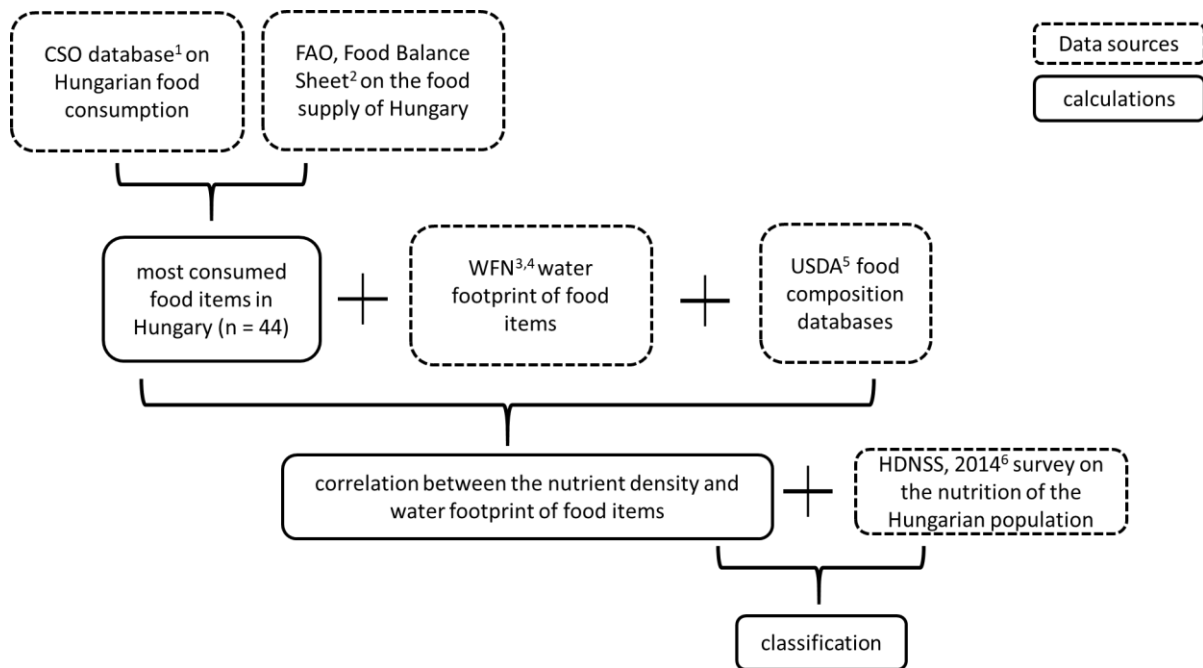 CSO database¹ on
Hungarian food
consumption
FAO, Food Balance
Sheet² on the food
supply of Hungary
Data sources
calculations
most consumed
food items in
Hungary (n = 44)
WFN³,⁴ water
footprint of food
items
USDA⁵ food
composition
databases
correlation between the nutrient density and
water footprint of food items
HDNSS, 2014⁶ survey on
the nutrition of the
Hungarian population
classification